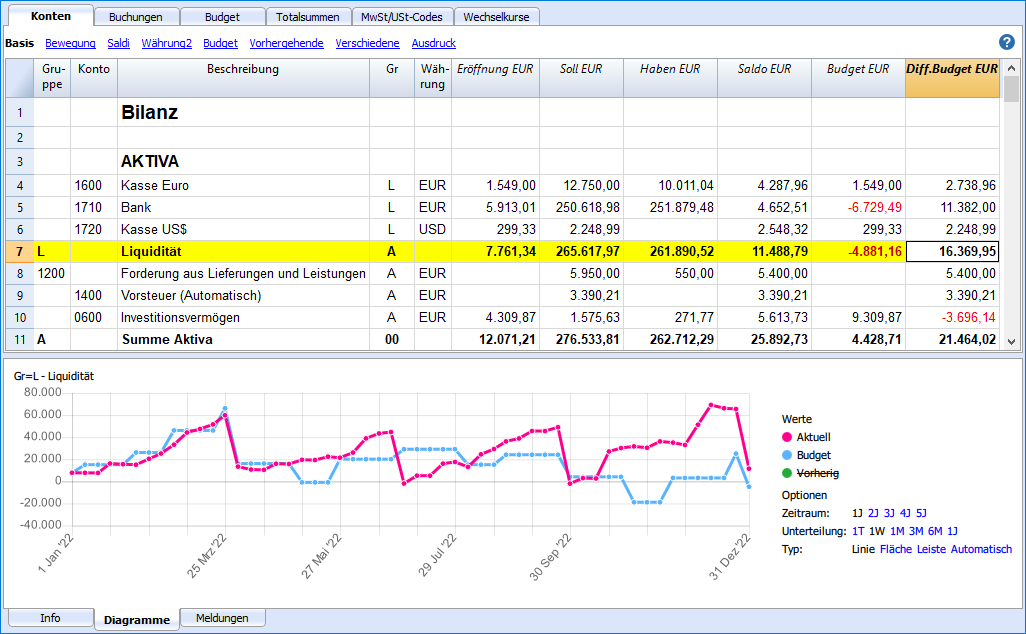 Konten Buchungen Budget Totalsummen MwSt/USt-Codes Wechselkurse
Basis Bewegung Saldi Währung2 Budget Vorhergehende Verschiedene Ausdruck ?
Gru-ppe Konto Beschreibung Gr Wäh-rung Eröffnung EUR Soll EUR Haben EUR Saldo EUR Budget EUR Diff.Budget EUR
1 Bilanz
2
3 AKTIVA
4 1600 Kasse Euro L EUR 1.549,00 12.750,00 10.011,04 4.287,96 1.549,00 2.738,96
5 1710 Bank L EUR 5.913,01 250.618,98 251.879,48 4.652,51 -6.729,49 11.382,00
6 1720 Kasse US$ L USD 299,33 2.248,99 2.548,32 299,33 2.248,99
7 L Liquidität A 7.761,34 265.617,97 261.890,52 11.488,79 -4.881,16 16.369,95
8 1200 Forderung aus Lieferungen und Leistungen A EUR 5.950,00 550,00 5.400,00 5.400,00
9 1400 Vorsteuer (Automatisch) A EUR 3.390,21 3.390,21 3.390,21
10 0600 Investitionsvermögen A EUR 4.309,87 1.575,63 271,77 5.613,73 9.309,87 -3.696,14
11 A Summe Aktiva 00 12.071,21 276.533,81 262.712,29 25.892,73 4.428,71 21.464,02
Gr=L - Liquidität
80.000
60.000
40.000
20.000
0
-20.000
-40.000
1 Jan '22 25 Mrz '22 27 Mai '22 29 Jul '22 30 Sep '22 31 Dez '22
Werte
Aktuell
Budget
Vorherig
Optionen
Zeitraum: 1J 2J 3J 4J 5J
Unterteilung: 1T 1W 1M 3M 6M 1J
Typ: Linie Fläche Leiste Automatisch
Info Diagramme Meldungen